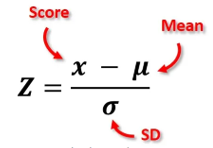 Score
Mean
Z = x − μ / σ
SD